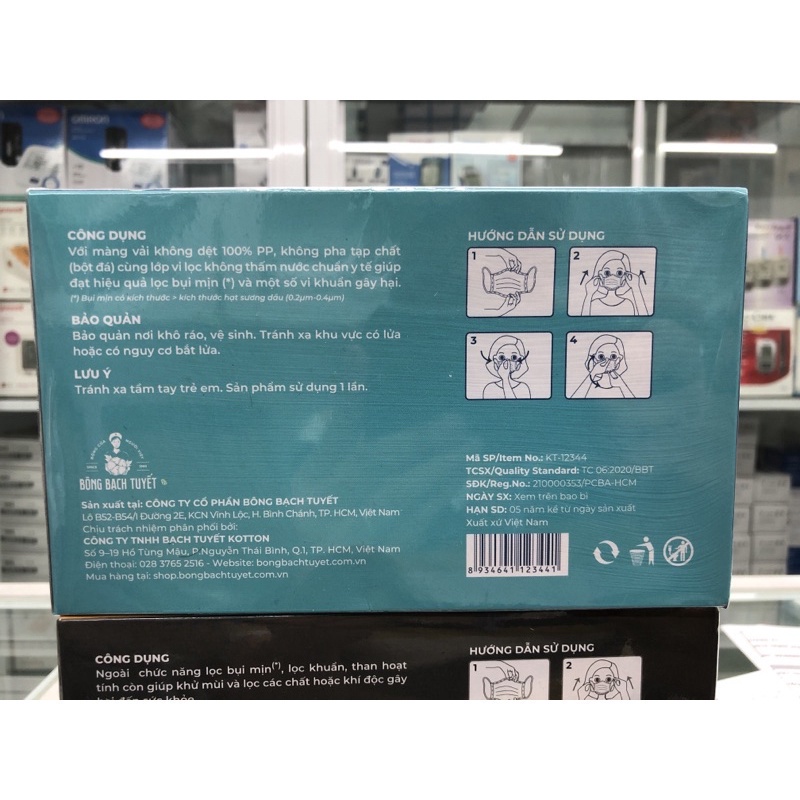 CÔNG DỤNG
Với màng vải không dệt 100% PP, không pha tạp chất
(bột đá) cùng lớp vi lọc không thấm nước chuẩn y tế giúp
đạt hiệu quả lọc bụi mịn (*) và một số vi khuẩn gây hại.
(*) Bụi mịn có kích thước > kích thước hạt sương dầu (0.2µm-0.4µm)
BẢO QUẢN
Bảo quản nơi khô ráo, vệ sinh. Tránh xa khu vực có lửa
hoặc có nguy cơ bắt lửa.
LƯU Ý
Tránh xa tầm tay trẻ em. Sản phẩm sử dụng 1 lần.
BÔNG BẠCH TUYẾT ®
Sản xuất tại: CÔNG TY CỔ PHẦN BÔNG BẠCH TUYẾT
Lô B52-B54/I Đường 2E, KCN Vĩnh Lộc, H. Bình Chánh, TP. HCM, Việt Nam
Chịu trách nhiệm phân phối bởi:
CÔNG TY TNHH BẠCH TUYẾT KOTTON
Số 9-19 Hồ Tùng Mậu, P.Nguyễn Thái Bình, Q.1, TP. HCM, Việt Nam
Điện thoại: 028 3765 2516 - Website: bongbachtuyet.com.vn
Mua hàng tại: shop.bongbachtuyet.com.vn
HƯỚNG DẪN SỬ DỤNG
1
2
3
4
Mã SP/Item No.: KT-12344
TCSX/Quality Standard: TC 06:2020/BBT
SĐK/Reg.No.: 210000353/PCBA-HCM
NGÀY SX: Xem trên bao bì
HẠN SD: 05 năm kể từ ngày sản xuất
Xuất xứ Việt Nam
8 934641 123441
CÔNG DỤNG
Ngoài chức năng lọc bụi mịn(*), lọc khuẩn, than hoạt
tính còn giúp khử mùi và lọc các chất hoặc khí độc gây
hại đến sức khỏe
HƯỚNG DẪN SỬ DỤNG
1
2